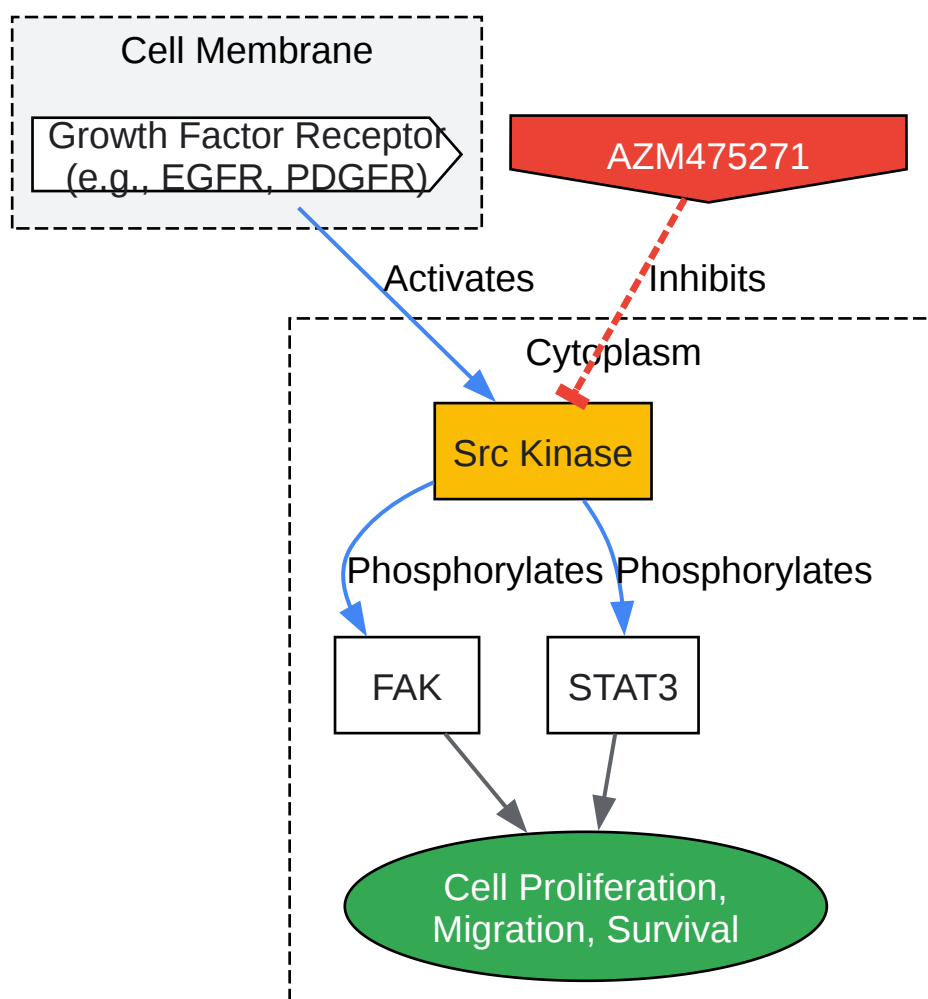 Cell Membrane
Growth Factor Receptor
(e.g., EGFR, PDGFR)
AZM475271
Activates
Inhibits
Cytoplasm
Src Kinase
Phosphorylates
Phosphorylates
FAK
STAT3
Cell Proliferation,
Migration, Survival